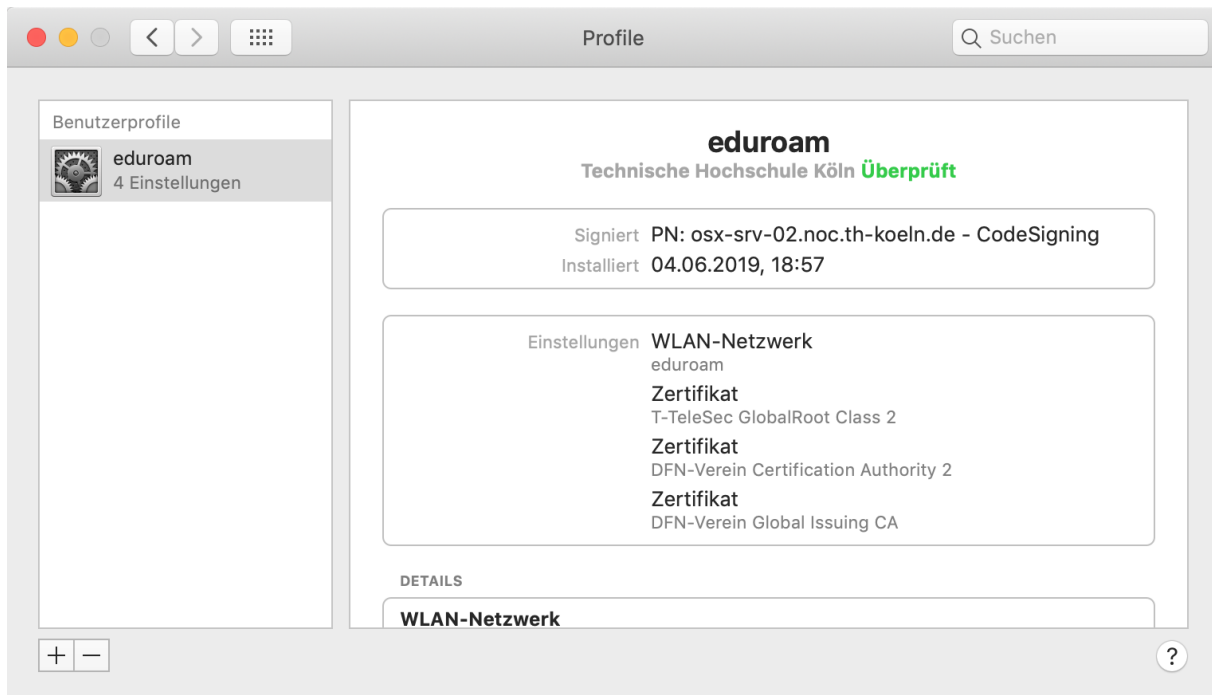 Profile
Suchen
Benutzerprofile
eduroam
4 Einstellungen
eduroam
Technische Hochschule Köln Überprüft
Signiert PN: osx-srv-02.noc.th-koeln.de - CodeSigning
Installiert 04.06.2019, 18:57
Einstellungen WLAN-Netzwerk
eduroam
Zertifikat
T-TeleSec GlobalRoot Class 2
Zertifikat
DFN-Verein Certification Authority 2
Zertifikat
DFN-Verein Global Issuing CA
DETAILS
WLAN-Netzwerk
+ −
?